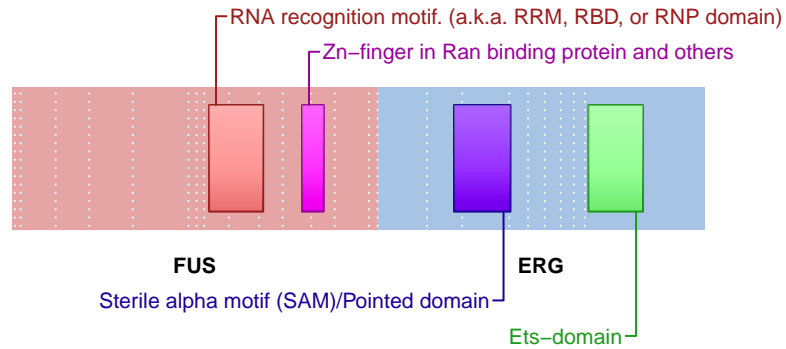 RNA recognition motif. (a.k.a. RRM, RBD, or RNP domain)
Zn−finger in Ran binding protein and others
FUS
ERG
Sterile alpha motif (SAM)/Pointed domain
Ets−domain